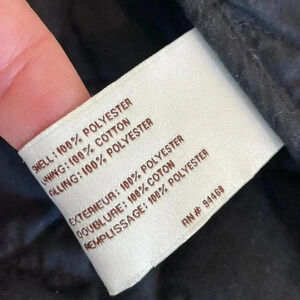 SHELL: 100% POLYESTER
LINING: 100% COTTON
FILLING: 100% POLYESTER
EXTERIEUR: 100% POLYESTER
DOUBLURE: 100% COTON
REMPLISSAGE: 100% POLYESTER
RN# 94468